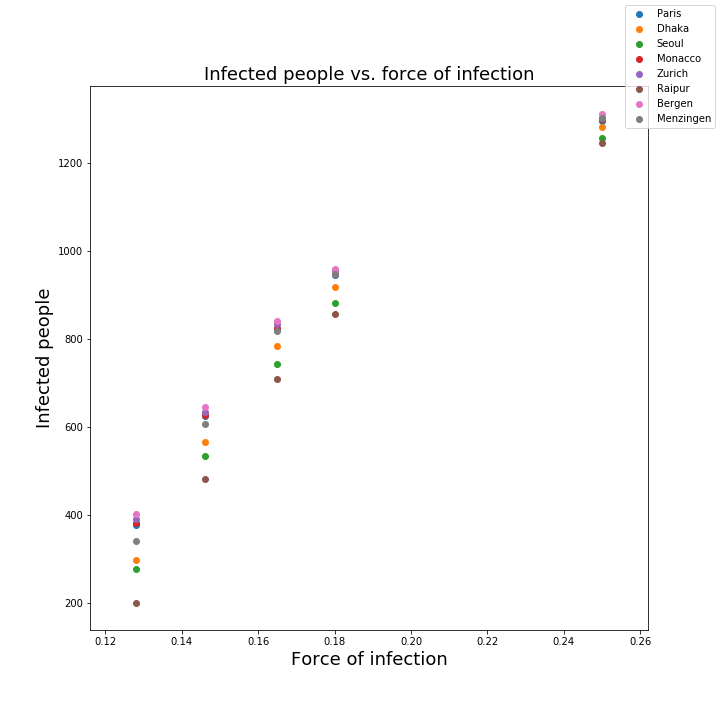 Paris
Dhaka
Seoul
Monacco
Zurich
Raipur
Bergen
Menzingen
Infected people vs. force of infection
1200
1000
800
600
400
200
Infected people
0.12 0.14 0.16 0.18 0.20 0.22 0.24 0.26
Force of infection